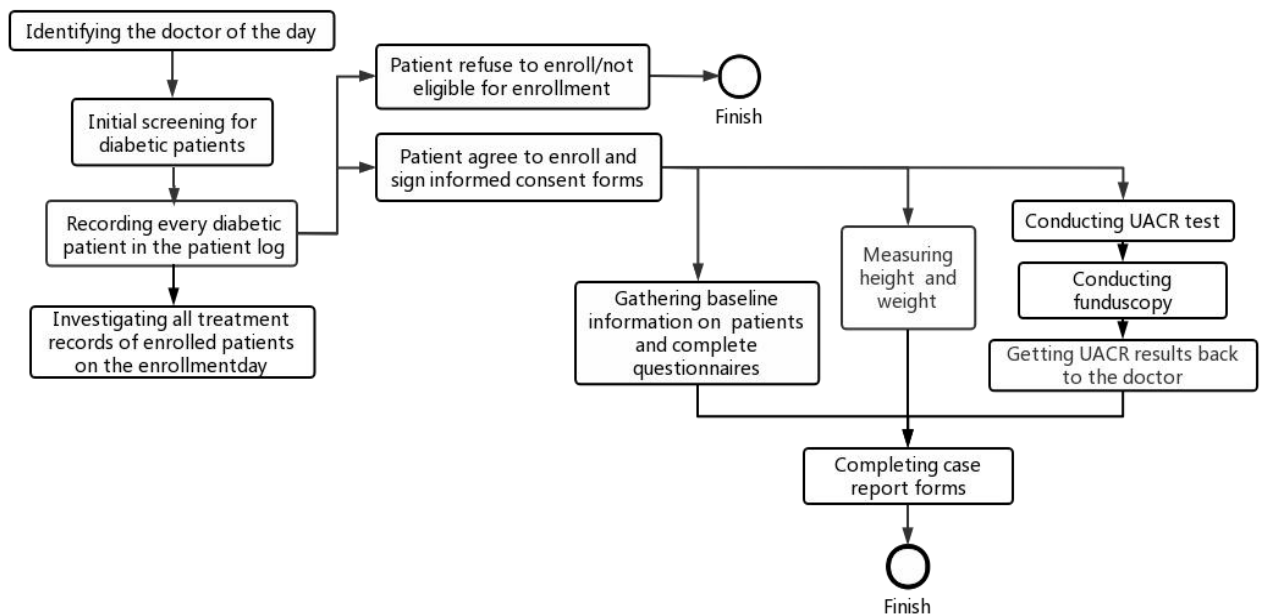 Identifying the doctor of the day
Initial screening for
diabetic patients
Recording every diabetic
patient in the patient log
Investigating all treatment
records of enrolled patients
on the enrollmentday
Patient refuse to enroll/not
eligible for enrollment
Finish
Patient agree to enroll and
sign informed consent forms
Gathering baseline
information on patients
and complete
questionnaires
Measuring
height and
weight
Conducting UACR test
Conducting
funduscopy
Getting UACR results back
to the doctor
Completing case
report forms
Finish